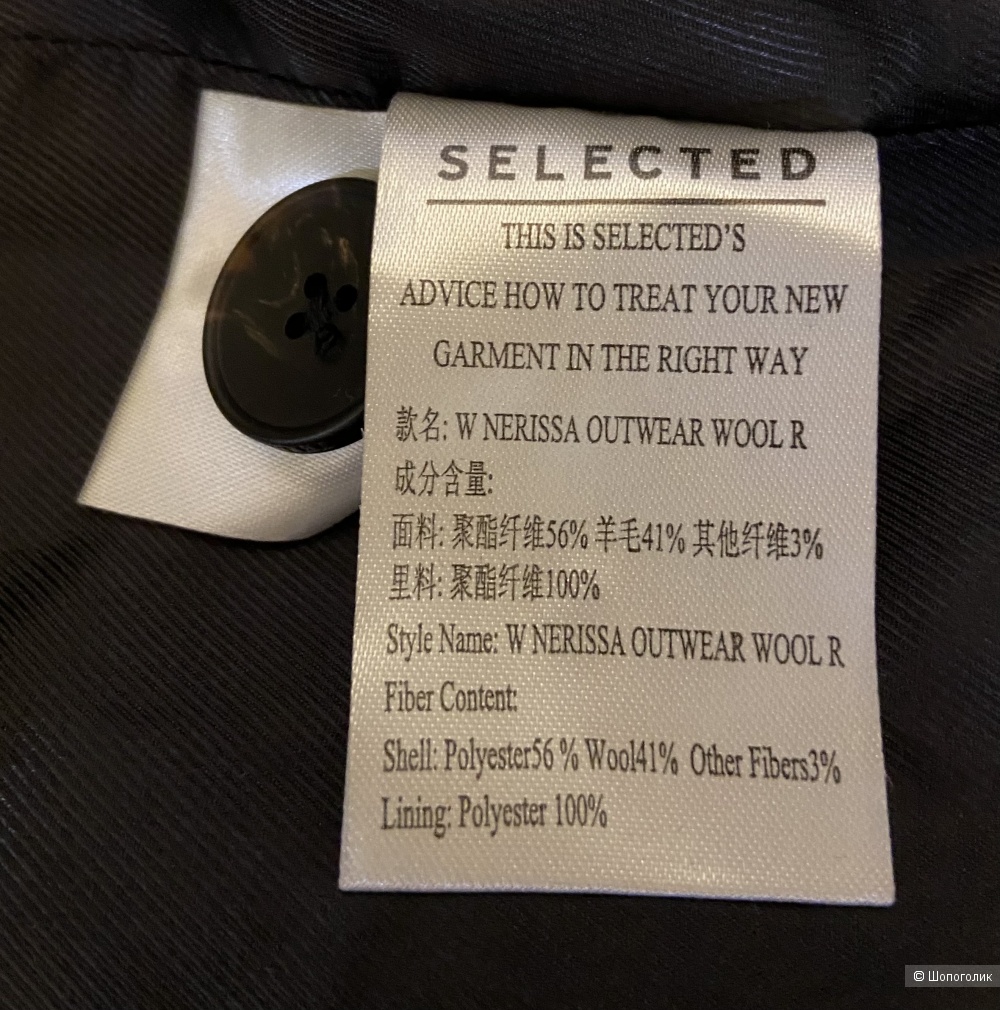 SELECTED
THIS IS SELECTED'S
ADVICE HOW TO TREAT YOUR NEW
GARMENT IN THE RIGHT WAY
款名: W NERISSA OUTWEAR WOOL R
成分含量:
面料: 聚酯纤维56% 羊毛41% 其他纤维3%
里料: 聚酯纤维100%
Style Name: W NERISSA OUTWEAR WOOL R
Fiber Content:
Shell: Polyester56 % Wool41% Other Fibers3%
Lining: Polyester 100%
© Шопоголик